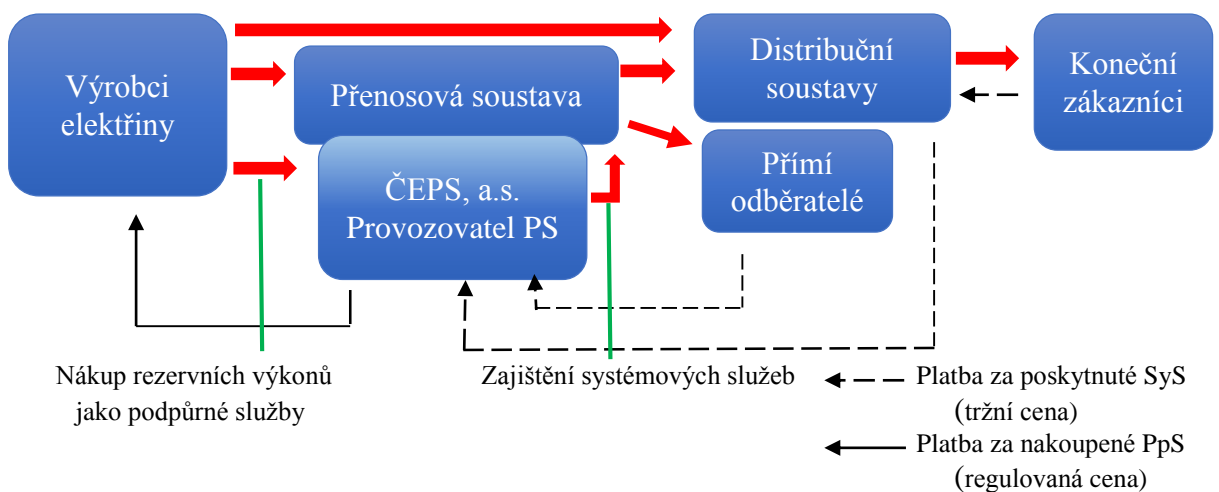 Výrobci
elektřiny
Přenosová soustava
ČEPS, a.s.
Provozovatel PS
Distribuční
soustavy
Přímí
odběratelé
Koneční
zákazníci
Nákup rezervních výkonů
jako podpůrné služby
Zajištění systémových služeb
Platba za poskytnuté SyS
(tržní cena)
Platba za nakoupené PpS
(regulovaná cena)